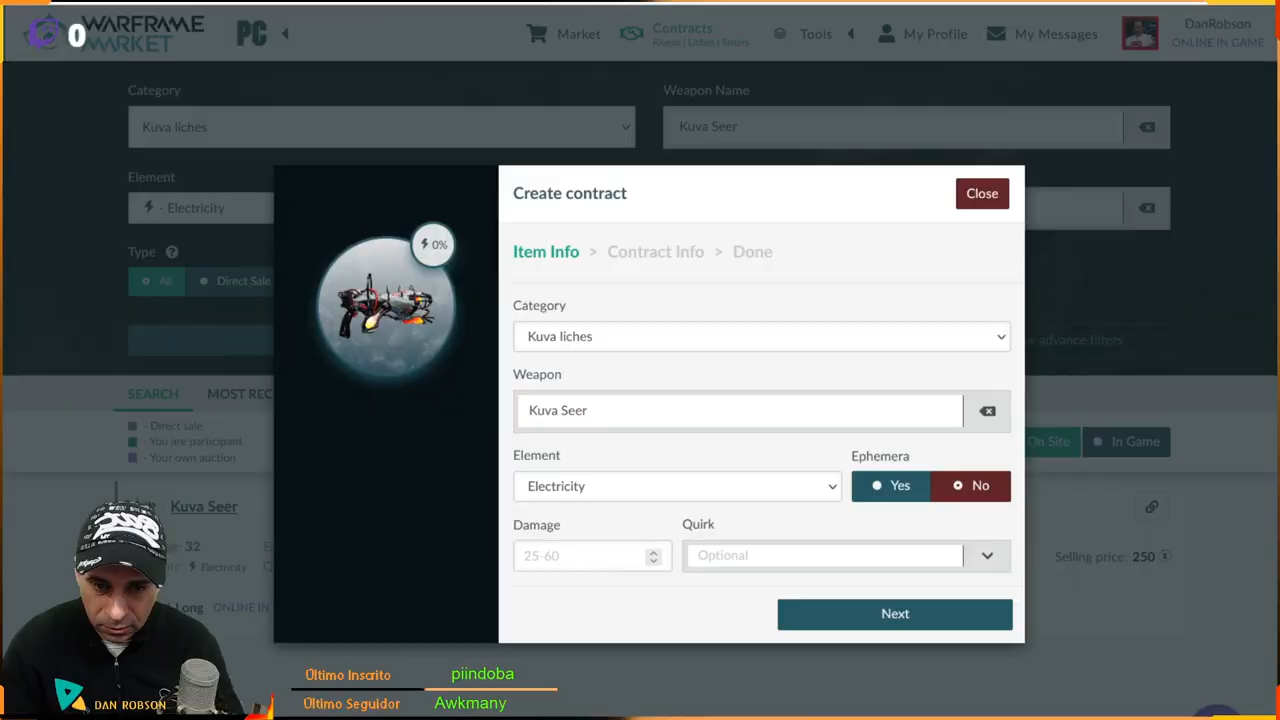 0 WARFRAME MARKET
PC
Market
Contracts
Rivens | Liches | Sisters
Tools
My Profile
My Messages
DanRobson
ONLINE IN GAME
Category
Kuva liches
Weapon Name
Kuva Seer
Element
- Electricity
Type ?
All
Direct Sale
advance filters
SEARCH
MOST REC
- Direct sale
- You are participant
- Your own auction
On Site
In Game
Kuva Seer
32
Electricity
Long
ONLINE IN
Selling price: 250
0%
Create contract
Close
Item Info > Contract Info > Done
Category
Kuva liches
Weapon
Kuva Seer
Element
Ephemera
Electricity
Yes
No
Damage
Quirk
25-60
Optional
Next
Último Inscrito
piindoba
Último Seguidor
Awkmany
DAN ROBSON